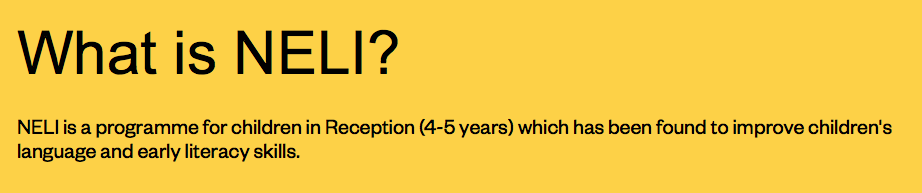 What is NELI?
NELI is a programme for children in Reception (4-5 years) which has been found to improve children's
language and early literacy skills.